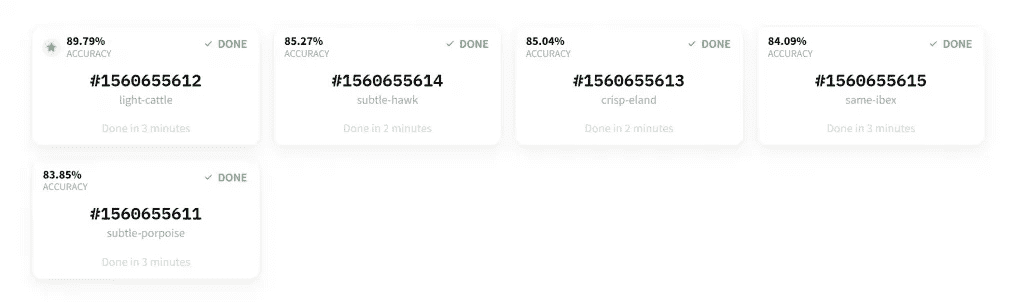 89.79%
ACCURACY
✓ DONE
#1560655612
light-cattle
Done in 3 minutes
85.27%
ACCURACY
✓ DONE
#1560655614
subtle-hawk
Done in 2 minutes
85.04%
ACCURACY
✓ DONE
#1560655613
crisp-eland
Done in 2 minutes
84.09%
ACCURACY
✓ DONE
#1560655615
same-ibex
Done in 3 minutes
83.85%
ACCURACY
✓ DONE
#1560655611
subtle-porpoise
Done in 3 minutes